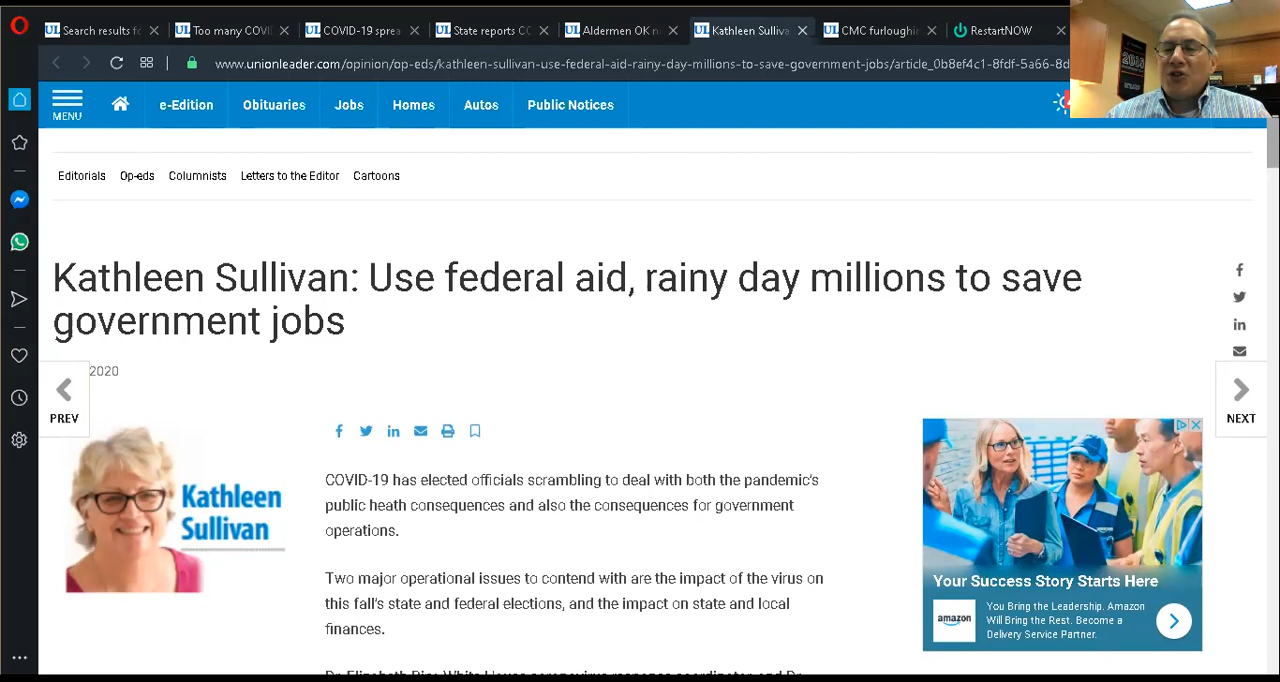 Search results fo
Too many COVI
COVID-19 sprea
State reports CC
Aldermen OK n
Kathleen Sulliva
CMC furloughin
RestartNOW
www.unionleader.com/opinion/op-eds/kathleen-sullivan-use-federal-aid-rainy-day-millions-to-save-government-jobs/article_0b8ef4c1-8fdf-5a66-8d
MENU
e-Edition
Obituaries
Jobs
Homes
Autos
Public Notices
Editorials
Op-eds
Columnists
Letters to the Editor
Cartoons
Kathleen Sullivan: Use federal aid, rainy day millions to save
government jobs
2020
PREV
NEXT
Kathleen
Sullivan
COVID-19 has elected officials scrambling to deal with both the pandemic's
public heath consequences and also the consequences for government
operations.
Two major operational issues to contend with are the impact of the virus on
this fall's state and federal elections, and the impact on state and local
finances.
Your Success Story Starts Here
amazon
You Bring the Leadership. Amazon
Will Bring the Rest. Become a
Delivery Service Partner.